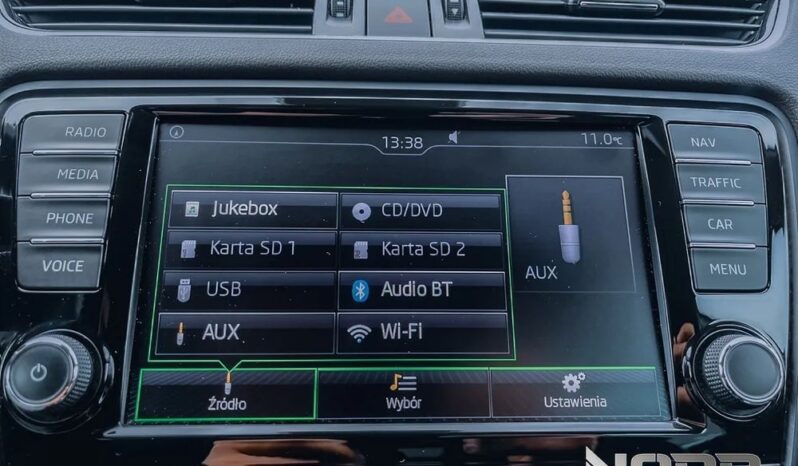 RADIO
MEDIA
PHONE
VOICE
13:38
11.0°C
Jukebox
CD/DVD
Karta SD 1
Karta SD 2
USB
Audio BT
AUX
Wi-Fi
AUX
Źródło
Wybór
Ustawienia
NAV
TRAFFIC
CAR
MENU